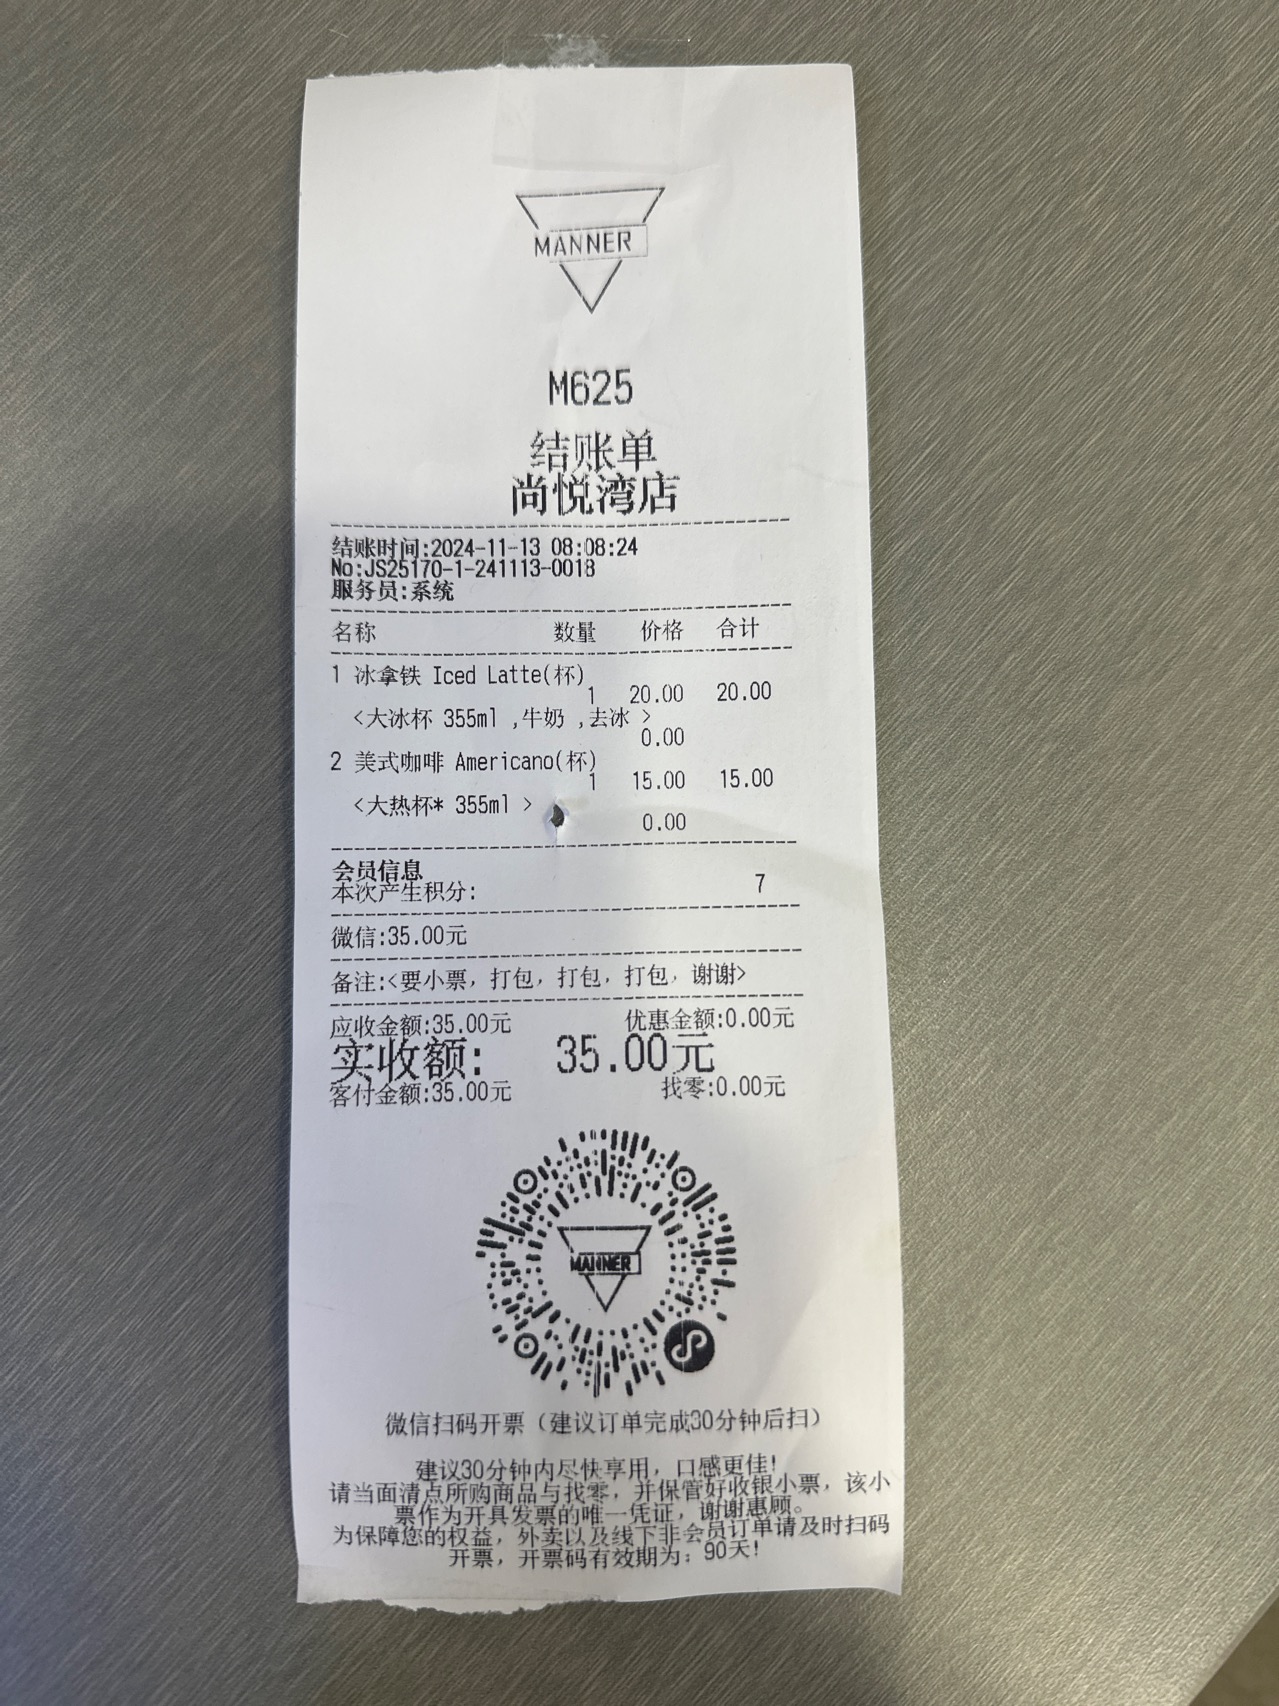 MANNER
M625
结账单
尚悦湾店
结账时间:2024-11-13 08:08:24
No:JS25170-1-241113-0018
服务员:系统
名称 数量 价格 合计
1 冰拿铁 Iced Latte(杯)
1 20.00 20.00
<大冰杯 355ml ,牛奶 ,去冰 >
0.00
2 美式咖啡 Americano(杯)
1 15.00 15.00
<大热杯* 355ml >
0.00
会员信息
本次产生积分: 7
微信:35.00元
备注:<要小票, 打包, 打包, 打包, 谢谢>
应收金额:35.00元 优惠金额:0.00元
实收额: 35.00元
客付金额:35.00元 找零:0.00元
MANNER
微信扫码开票（建议订单完成30分钟后扫）
建议30分钟内尽快享用，口感更佳!
请当面清点所购商品与找零，并保管好收银小票，该小
票作为开具发票的唯一凭证，谢谢惠顾。
为保障您的权益，外卖以及线下非会员订单请及时扫码
开票，开票码有效期为：90天!